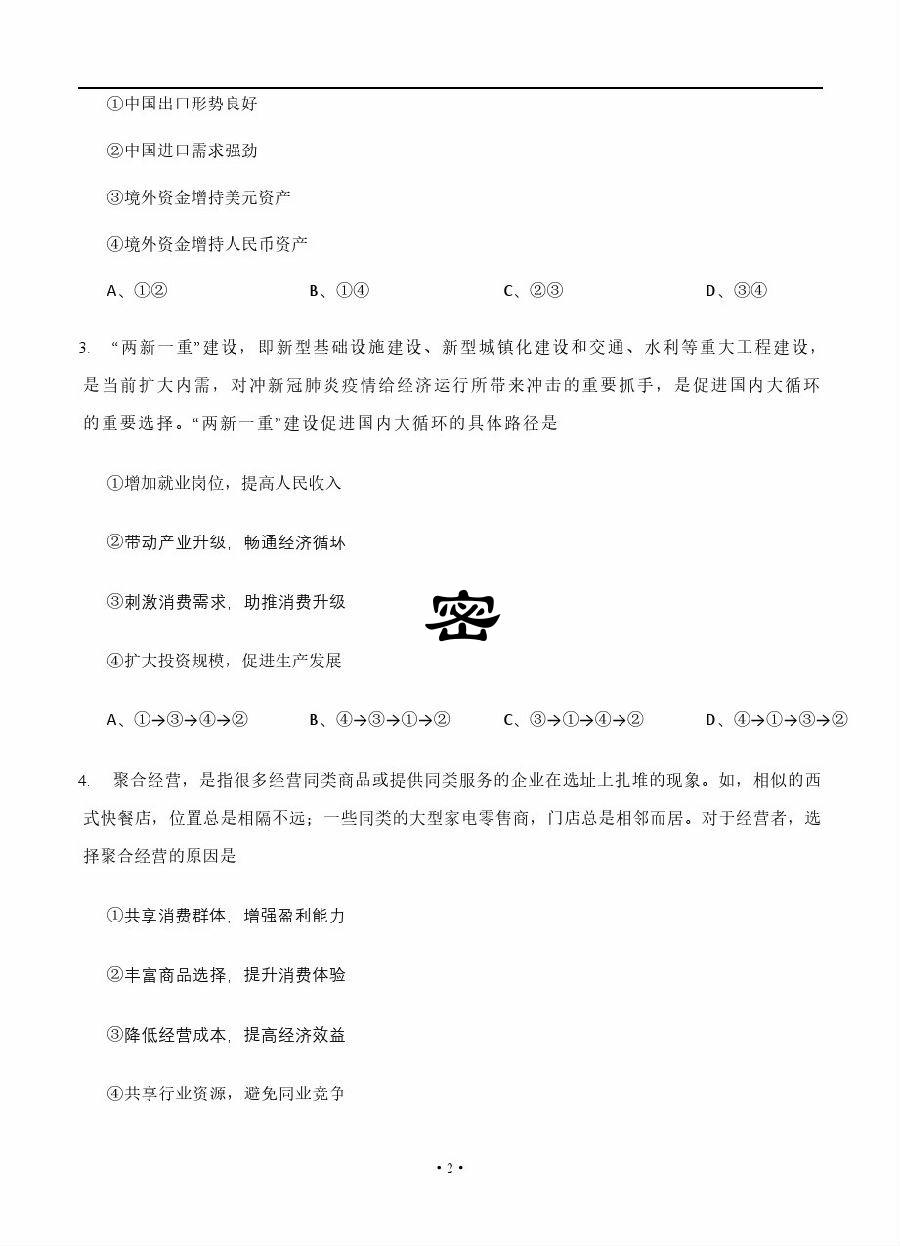 ①中国出口形势良好
②中国进口需求强劲
③境外资金增持美元资产
④境外资金增持人民币资产
A、①② B、①④ C、②③ D、③④
3. “两新一重”建设，即新型基础设施建设、新型城镇化建设和交通、水利等重大工程建设，
是当前扩大内需，对冲新冠肺炎疫情给经济运行所带来冲击的重要抓手，是促进国内大循环
的重要选择。“两新一重”建设促进国内大循环的具体路径是
①增加就业岗位，提高人民收入
②带动产业升级，畅通经济循环
③刺激消费需求，助推消费升级
密
④扩大投资规模，促进生产发展
A、①→③→④→② B、④→③→①→② C、③→①→④→② D、④→①→③→②
4. 聚合经营，是指很多经营同类商品或提供同类服务的企业在选址上扎堆的现象。如，相似的西
式快餐店，位置总是相隔不远；一些同类的大型家电零售商，门店总是相邻而居。对于经营者，选
择聚合经营的原因是
①共享消费群体，增强盈利能力
②丰富商品选择，提升消费体验
③降低经营成本，提高经济效益
④共享行业资源，避免同业竞争
• 2 •